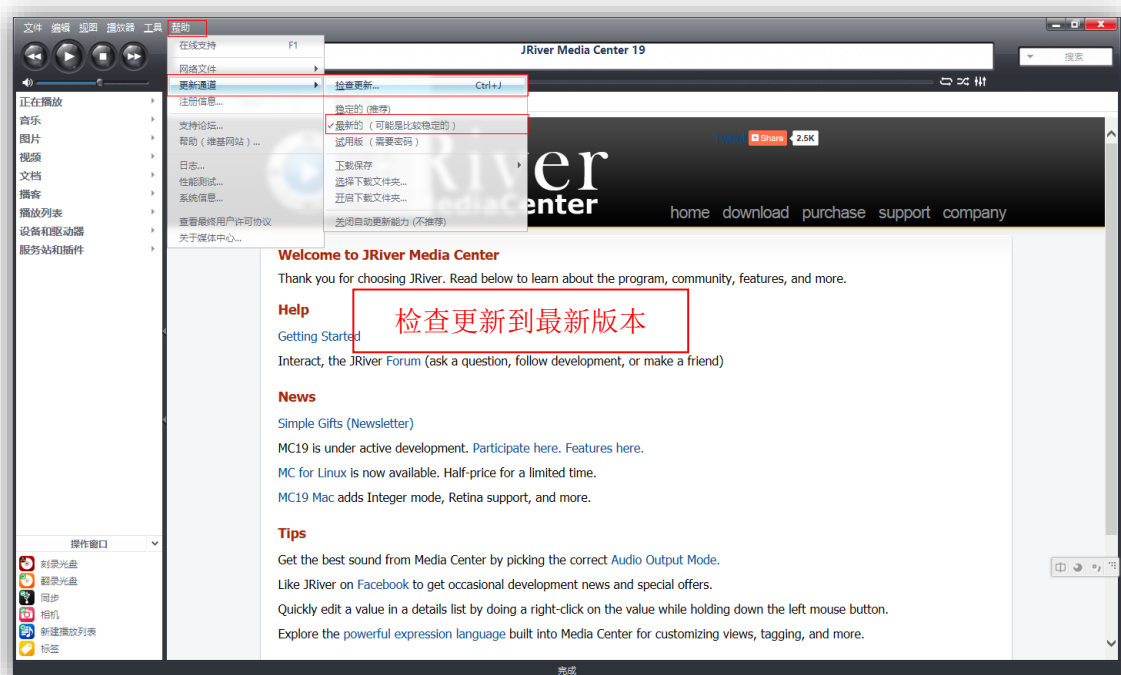 文件 编辑 视图 播放器 工具 帮助
JRiver Media Center 19
搜索
在线支持 F1
网络文件
更新通道
注册信息...
支持论坛...
帮助（维基网站）...
日志...
性能测试...
系统信息...
查看最终用户许可协议
关于媒体中心...
检查更新... Ctrl+J
稳定的 (推荐)
✓最新的 （可能是比较稳定的）
试用版 （需要密码）
下载保存
选择下载文件夹...
开启下载文件夹...
关闭自动更新能力 (不推荐)
正在播放
音乐
图片
视频
文档
播客
播放列表
设备和驱动器
服务站和插件
Share 2.5K
River
MediaCenter
home download purchase support company
Welcome to JRiver Media Center
Thank you for choosing JRiver. Read below to learn about the program, community, features, and more.
Help
检查更新到最新版本
Getting Started
Interact, the JRiver Forum (ask a question, follow development, or make a friend)
News
Simple Gifts (Newsletter)
MC19 is under active development. Participate here. Features here.
MC for Linux is now available. Half-price for a limited time.
MC19 Mac adds Integer mode, Retina support, and more.
Tips
Get the best sound from Media Center by picking the correct Audio Output Mode.
Like JRiver on Facebook to get occasional development news and special offers.
Quickly edit a value in a details list by doing a right-click on the value while holding down the left mouse button.
Explore the powerful expression language built into Media Center for customizing views, tagging, and more.
操作窗口
刻录光盘
翻录光盘
同步
相机
新建播放列表
标签
中
完成